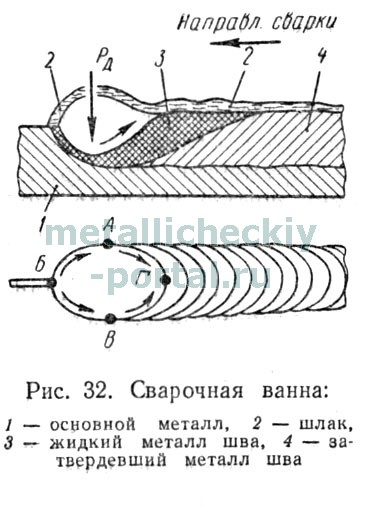 Направл. сварки
2 Рд 3 2 4
1
metallicheckiy
-portal.ru
А
Б Г
В
Рис. 32. Сварочная ванна:
1 — основной металл, 2 — шлак,
3 — жидкий металл шва, 4 — за-
твердевший металл шва